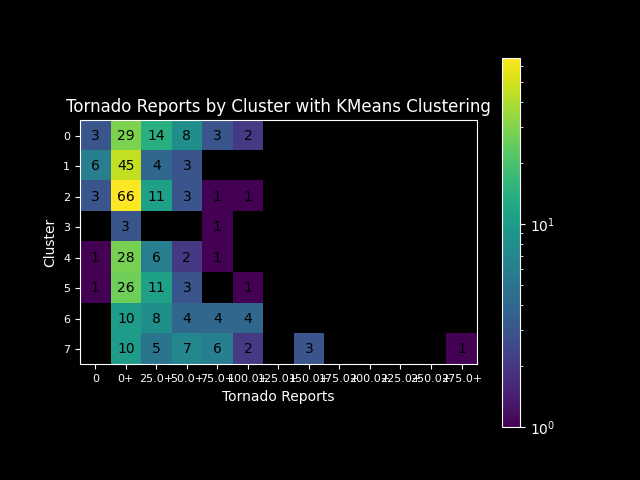 Tornado Reports by Cluster with KMeans Clustering
0 3 29 14 8 3 2
1 6 45 4 3
2 3 66 11 3 1 1
3 3 1
4 1 28 6 2 1
5 1 26 11 3 1
6 10 8 4 4 4
7 10 5 7 6 2 3 1
Cluster
0 0+ 25.0+ 50.0+ 75.0+ 100.0+ 125.0+ 150.0+ 175.0+ 200.0+ 225.0+ 250.0+ 275.0+
Tornado Reports
10¹
10⁰